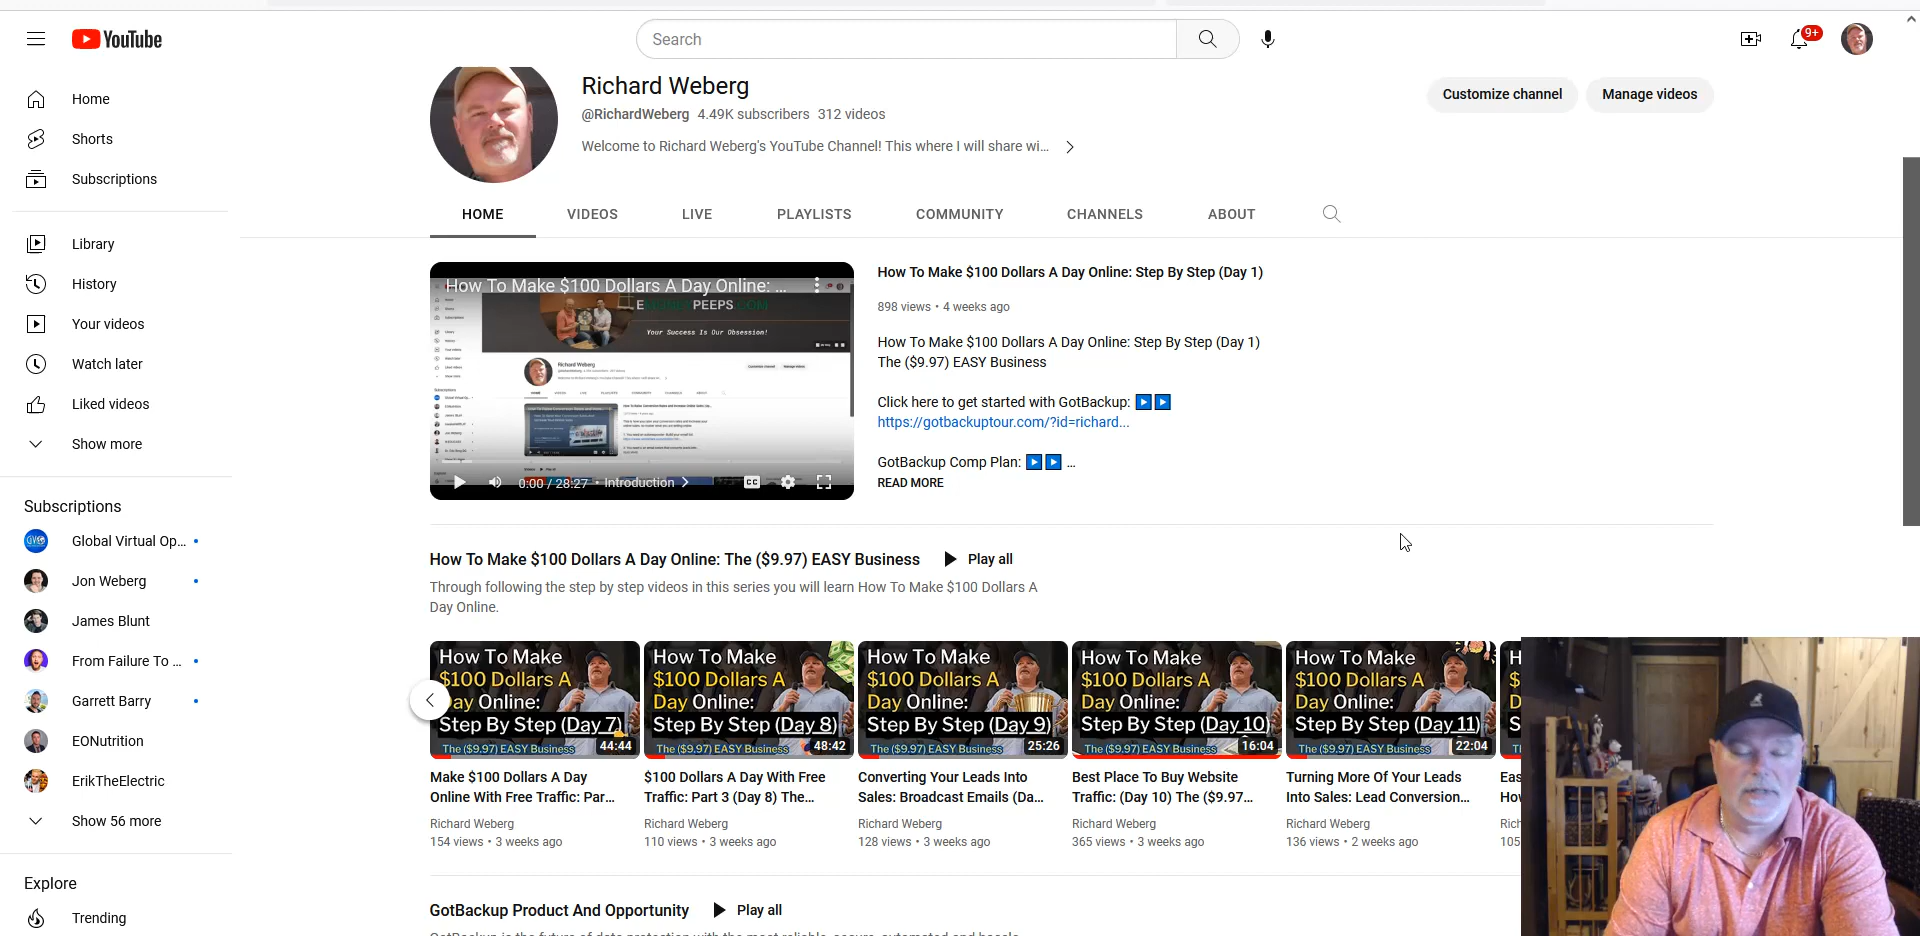 YouTube
Search
9+
Home
Shorts
Subscriptions
Library
History
Your videos
Watch later
Liked videos
Show more
Subscriptions
Global Virtual Op...
Jon Weberg
James Blunt
From Failure To ...
Garrett Barry
EONutrition
ErikTheElectric
Show 56 more
Explore
Trending
Richard Weberg
@RichardWeberg 4.49K subscribers 312 videos
Welcome to Richard Weberg's YouTube Channel! This where I will share wi...
Customize channel
Manage videos
HOME
VIDEOS
LIVE
PLAYLISTS
COMMUNITY
CHANNELS
ABOUT
How To Make $100 Dollars A Day Online: ...
PEEPS.COM
Your Success Is Our Obsession!
Richard Weberg
0:00 / 28:27 • Introduction
CC
How To Make $100 Dollars A Day Online: Step By Step (Day 1)
898 views • 4 weeks ago
How To Make $100 Dollars A Day Online: Step By Step (Day 1)
The ($9.97) EASY Business
Click here to get started with GotBackup:
https://gotbackuptour.com/?id=richard...
GotBackup Comp Plan: ...
READ MORE
How To Make $100 Dollars A Day Online: The ($9.97) EASY Business
Play all
Through following the step by step videos in this series you will learn How To Make $100 Dollars A
Day Online.
How To Make
$100 Dollars A
Day Online:
Step By Step (Day 7)
The ($9.97) EASY Business
44:44
Make $100 Dollars A Day
Online With Free Traffic: Par...
Richard Weberg
154 views • 3 weeks ago
How To Make
$100 Dollars A
Day Online:
Step By Step (Day 8)
The ($9.97) EASY Business
48:42
$100 Dollars A Day With Free
Traffic: Part 3 (Day 8) The...
Richard Weberg
110 views • 3 weeks ago
How To Make
$100 Dollars A
Day Online:
Step By Step (Day 9)
The ($9.97) EASY Business
25:26
Converting Your Leads Into
Sales: Broadcast Emails (Da...
Richard Weberg
128 views • 3 weeks ago
How To Make
$100 Dollars A
Day Online:
Step By Step (Day 10)
The ($9.97) EASY Business
16:04
Best Place To Buy Website
Traffic: (Day 10) The ($9.97...
Richard Weberg
365 views • 3 weeks ago
How To Make
$100 Dollars A
Day Online:
Step By Step (Day 11)
The ($9.97) EASY Business
22:04
Turning More Of Your Leads
Into Sales: Lead Conversion...
Richard Weberg
136 views • 2 weeks ago
GotBackup Product And Opportunity
Play all